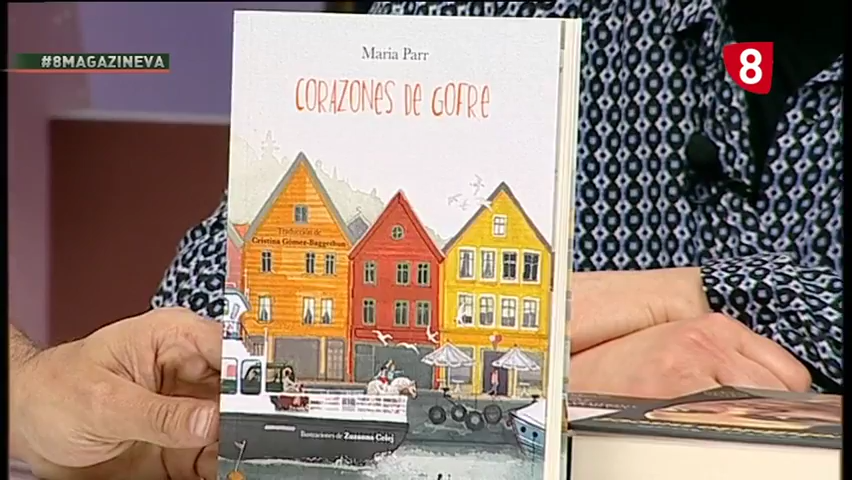 #8MAGAZINEVA
8
Maria Parr
CORAZONES DE GOFRE
Traducción de
Cristina Gómez-Baggethun
Ilustraciones de Zuzanna Celej